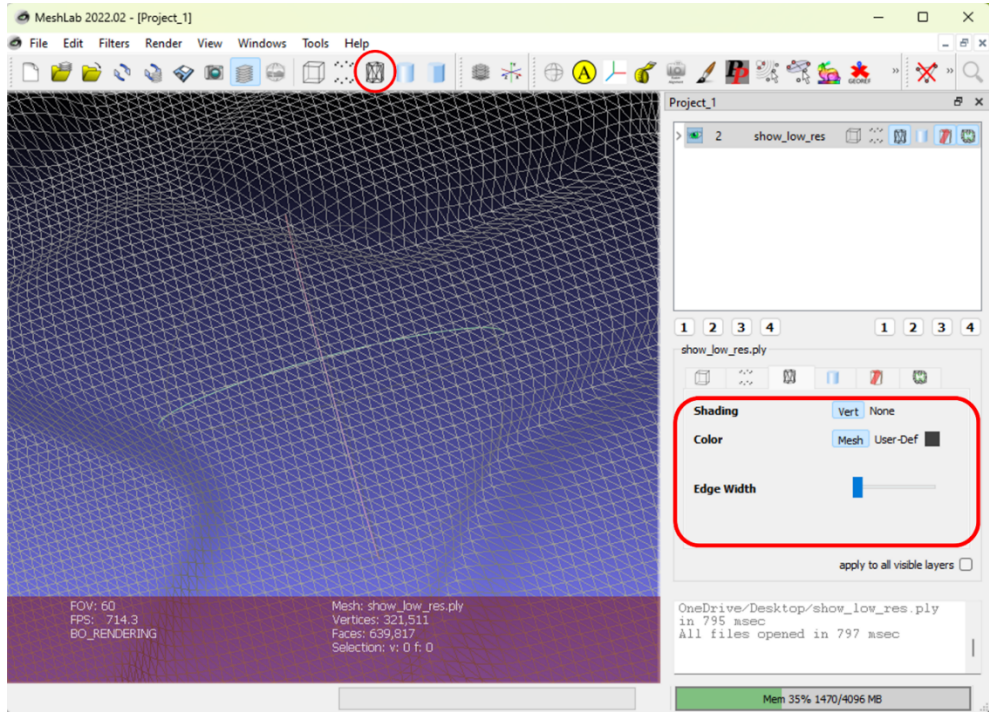 MeshLab 2022.02 - [Project_1]
File Edit Filters Render View Windows Tools Help
A
PP
GEOREF
» »
Project_1
2 show_low_res
1 2 3 4 1 2 3 4
show_low_res.ply
Shading Vert None
Color Mesh User-Def
Edge Width
apply to all visible layers
FOV: 60
FPS: 714.3
BO_RENDERING
Mesh: show_low_res.ply
Vertices: 321,511
Faces: 639,817
Selection: v: 0 f: 0
OneDrive/Desktop/show_low_res.ply
in 795 msec
All files opened in 797 msec
Mem 35% 1470/4096 MB